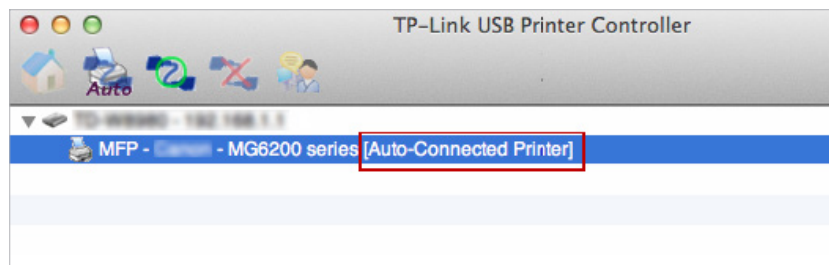 TP-Link USB Printer Controller
Auto
MFP - - MG6200 series [Auto-Connected Printer]